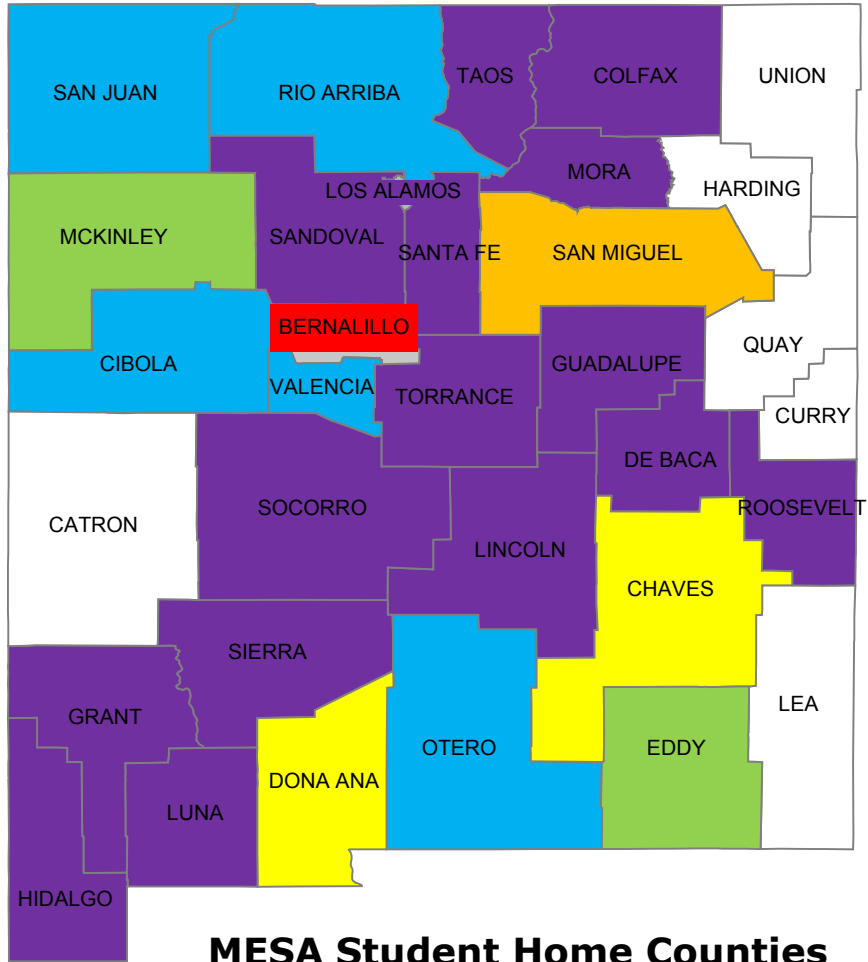 TAOS
COLFAX
UNION
SAN JUAN
RIO ARRIBA
MORA
HARDING
LOS ALAMOS
MCKINLEY
SANDOVAL
SANTA FE
SAN MIGUEL
BERNALILLO
QUAY
CIBOLA
GUADALUPE
VALENCIA
TORRANCE
CURRY
DE BACA
SOCORRO
ROOSEVELT
CATRON
LINCOLN
CHAVES
SIERRA
LEA
GRANT
OTERO
EDDY
DONA ANA
LUNA
HIDALGO
MESA Student Home Counties